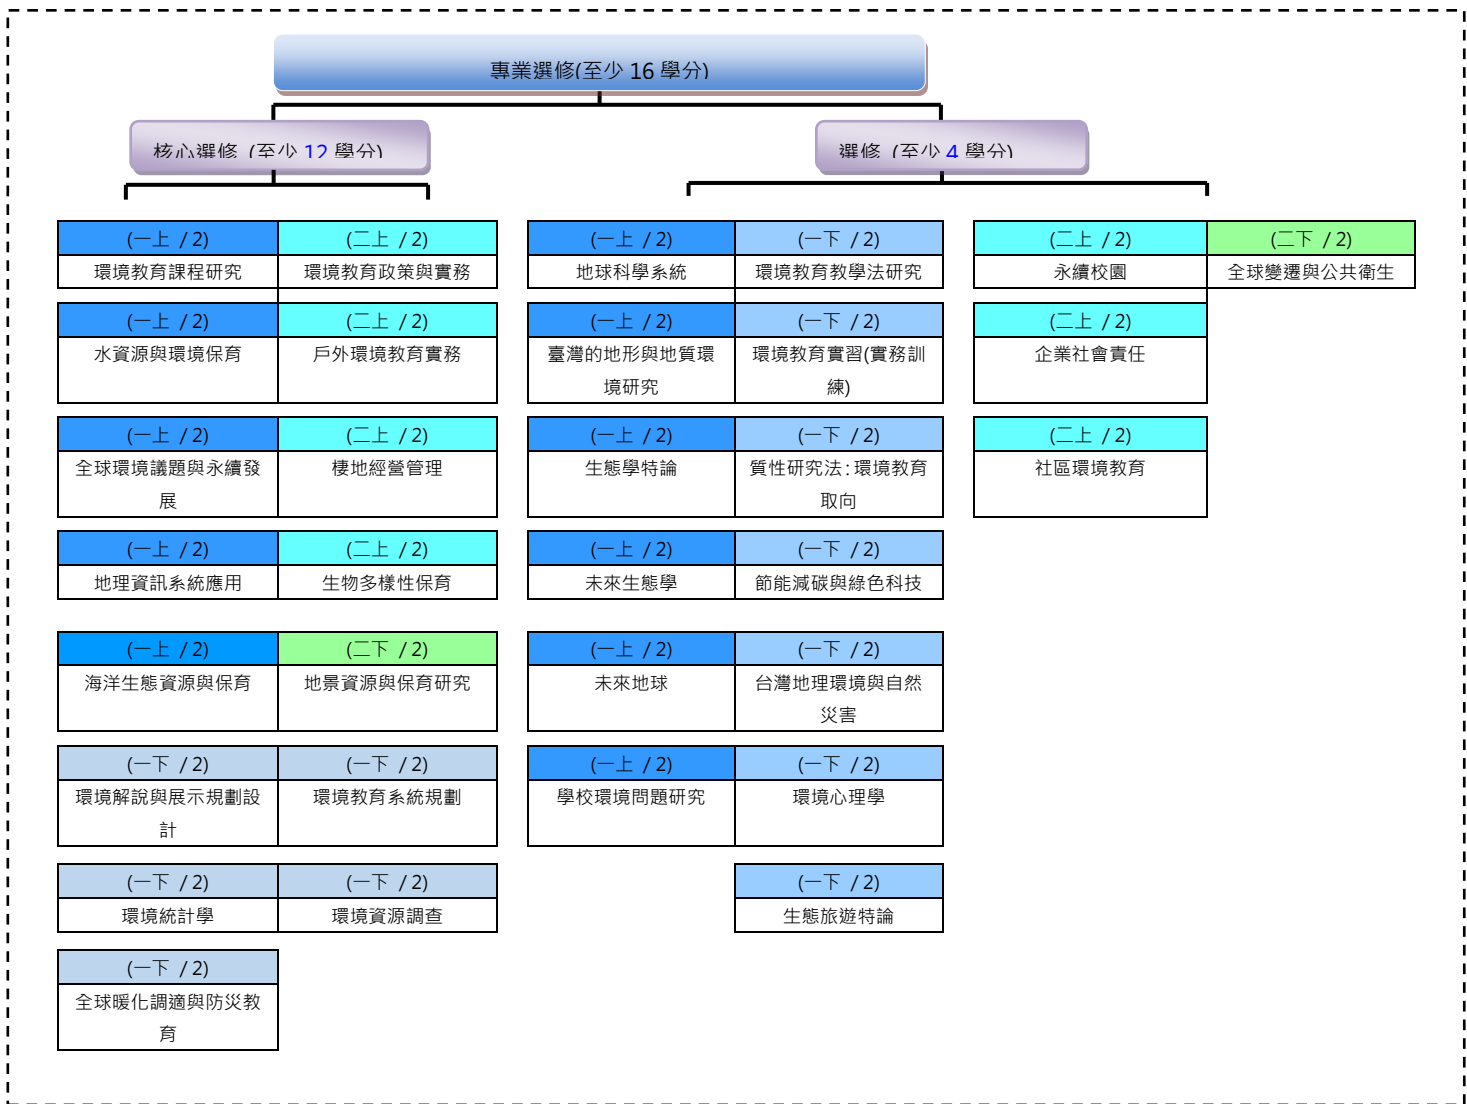 專業選修(至少 16 學分)
核心選修 (至少 12 學分)
選修 (至少 4 學分)
(一上 / 2)
(二上 / 2)
環境教育課程研究
環境教育政策與實務
(一上 / 2)
(二上 / 2)
水資源與環境保育
戶外環境教育實務
(一上 / 2)
(二上 / 2)
全球環境議題與永續發
展
棲地經營管理
(一上 / 2)
(二上 / 2)
地理資訊系統應用
生物多樣性保育
(一上 / 2)
(二下 / 2)
海洋生態資源與保育
地景資源與保育研究
(一下 / 2)
(一下 / 2)
環境解說與展示規劃設
計
環境教育系統規劃
(一下 / 2)
(一下 / 2)
環境統計學
環境資源調查
(一下 / 2)
全球暖化調適與防災教
育
(一上 / 2)
(一下 / 2)
地球科學系統
環境教育教學法研究
(一上 / 2)
(一下 / 2)
臺灣的地形與地質環
境研究
環境教育實習(實務訓
練)
(一上 / 2)
(一下 / 2)
生態學特論
質性研究法:環境教育
取向
(一上 / 2)
(一下 / 2)
未來生態學
節能減碳與綠色科技
(一上 / 2)
(一下 / 2)
未來地球
台灣地理環境與自然
災害
(一上 / 2)
(一下 / 2)
學校環境問題研究
環境心理學
(一下 / 2)
生態旅遊特論
(二上 / 2)
(二下 / 2)
永續校園
全球變遷與公共衛生
(二上 / 2)
企業社會責任
(二上 / 2)
社區環境教育